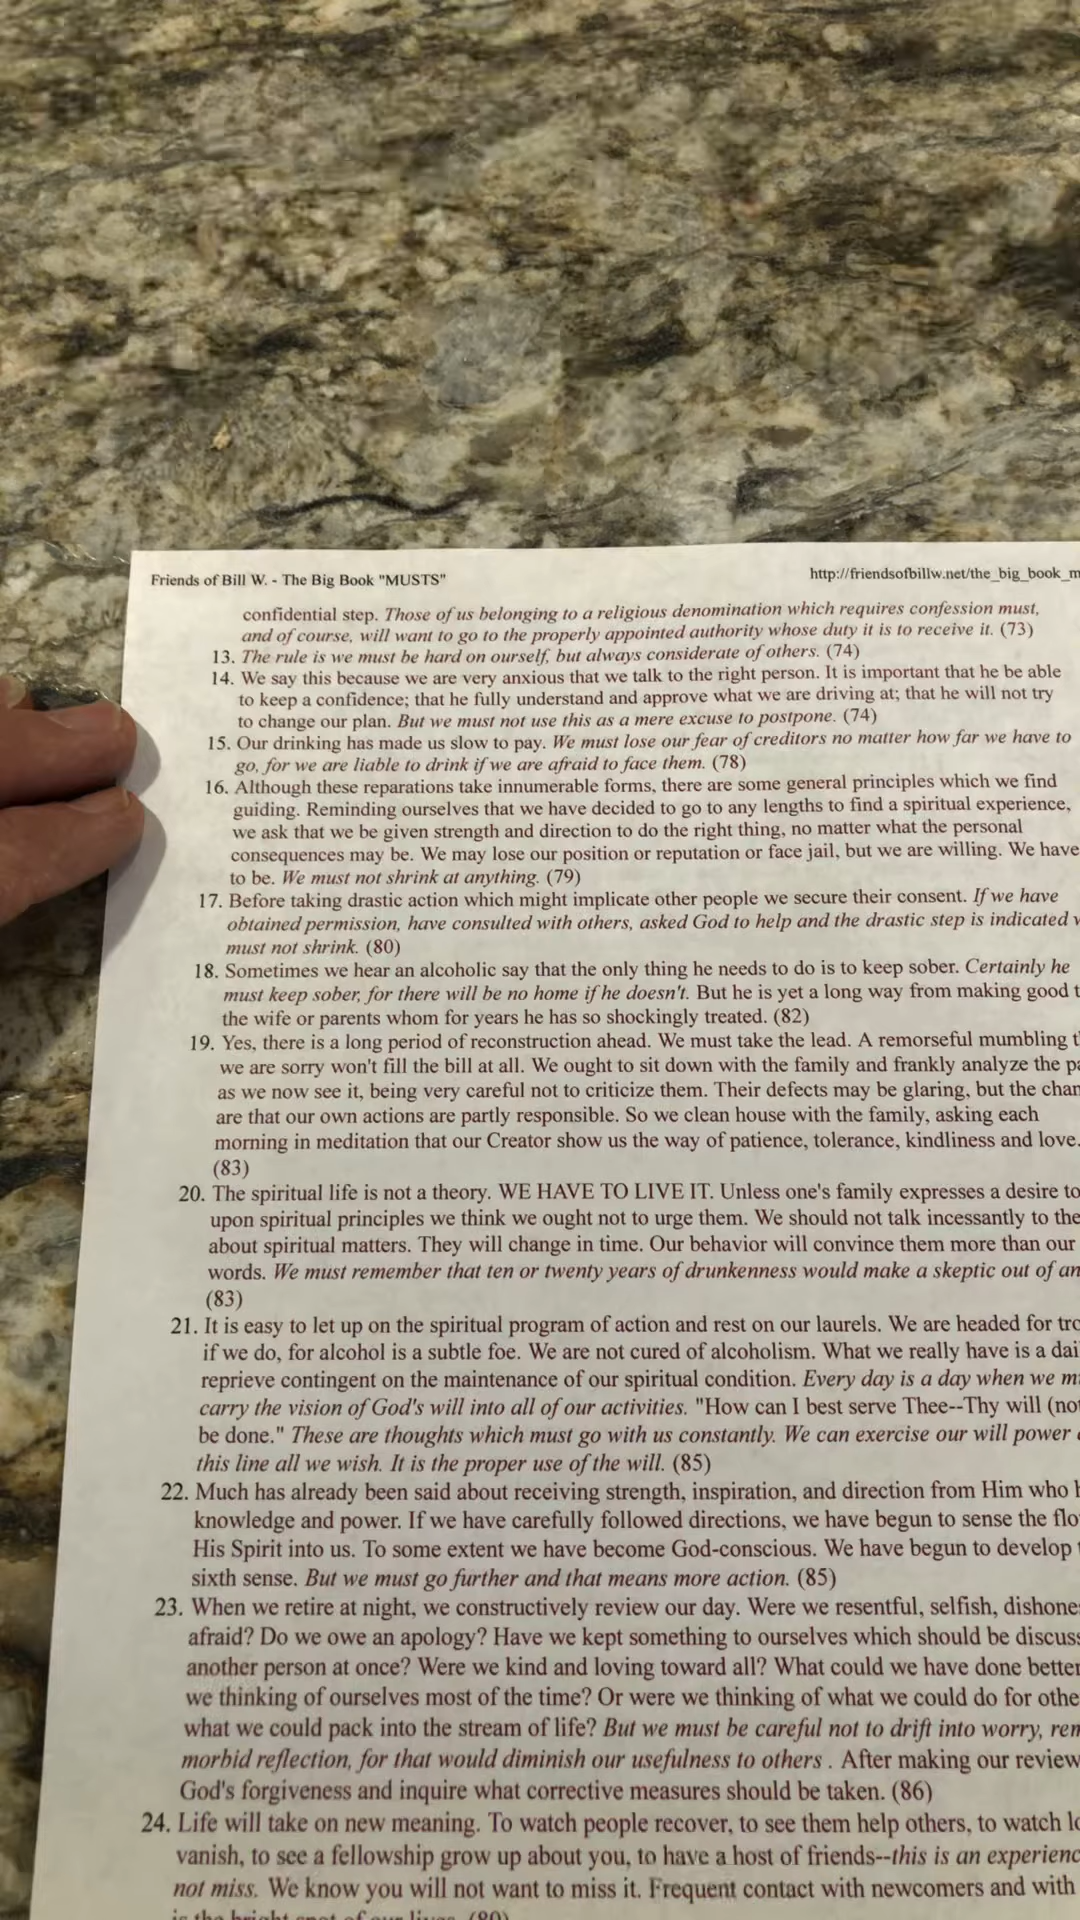 Friends of Bill W. - The Big Book "MUSTS"
http://friendsofbillw.net/the_big_book_m
confidential step. Those of us belonging to a religious denomination which requires confession must,
and of course, will want to go to the properly appointed authority whose duty it is to receive it. (73)
13. The rule is we must be hard on ourself, but always considerate of others. (74)
14. We say this because we are very anxious that we talk to the right person. It is important that he be able
to keep a confidence; that he fully understand and approve what we are driving at; that he will not try
to change our plan. But we must not use this as a mere excuse to postpone. (74)
15. Our drinking has made us slow to pay. We must lose our fear of creditors no matter how far we have to
go, for we are liable to drink if we are afraid to face them. (78)
16. Although these reparations take innumerable forms, there are some general principles which we find
guiding. Reminding ourselves that we have decided to go to any lengths to find a spiritual experience,
we ask that we be given strength and direction to do the right thing, no matter what the personal
consequences may be. We may lose our position or reputation or face jail, but we are willing. We have
to be. We must not shrink at anything. (79)
17. Before taking drastic action which might implicate other people we secure their consent. If we have
obtained permission, have consulted with others, asked God to help and the drastic step is indicated
must not shrink. (80)
18. Sometimes we hear an alcoholic say that the only thing he needs to do is to keep sober. Certainly he
must keep sober, for there will be no home if he doesn't. But he is yet a long way from making good
the wife or parents whom for years he has so shockingly treated. (82)
19. Yes, there is a long period of reconstruction ahead. We must take the lead. A remorseful mumbling
we are sorry won't fill the bill at all. We ought to sit down with the family and frankly analyze the
as we now see it, being very careful not to criticize them. Their defects may be glaring, but the
are that our own actions are partly responsible. So we clean house with the family, asking each
morning in meditation that our Creator show us the way of patience, tolerance, kindliness and love.
(83)
20. The spiritual life is not a theory. WE HAVE TO LIVE IT. Unless one's family expresses a desire to
upon spiritual principles we think we ought not to urge them. We should not talk incessantly to
about spiritual matters. They will change in time. Our behavior will convince them more than our
words. We must remember that ten or twenty years of drunkenness would make a skeptic out of
(83)
21. It is easy to let up on the spiritual program of action and rest on our laurels. We are headed for
if we do, for alcohol is a subtle foe. We are not cured of alcoholism. What we really have is a
reprieve contingent on the maintenance of our spiritual condition. Every day is a day when we
carry the vision of God's will into all of our activities. "How can I best serve Thee--Thy will
be done." These are thoughts which must go with us constantly. We can exercise our will power
this line all we wish. It is the proper use of the will. (85)
22. Much has already been said about receiving strength, inspiration, and direction from Him who
knowledge and power. If we have carefully followed directions, we have begun to sense the
His Spirit into us. To some extent we have become God-conscious. We have begun to develop
sixth sense. But we must go further and that means more action. (85)
23. When we retire at night, we constructively review our day. Were we resentful, selfish,
afraid? Do we owe an apology? Have we kept something to ourselves which should be
another person at once? Were we kind and loving toward all? What could we have done better
we thinking of ourselves most of the time? Or were we thinking of what we could do for
what we could pack into the stream of life? But we must be careful not to drift into worry,
morbid reflection, for that would diminish our usefulness to others . After making our review
God's forgiveness and inquire what corrective measures should be taken. (86)
24. Life will take on new meaning. To watch people recover, to see them help others, to watch
vanish, to see a fellowship grow up about you, to have a host of friends--this is an
not miss. We know you will not want to miss it. Frequent contact with newcomers and with
is the bright spot of our lives. (89)